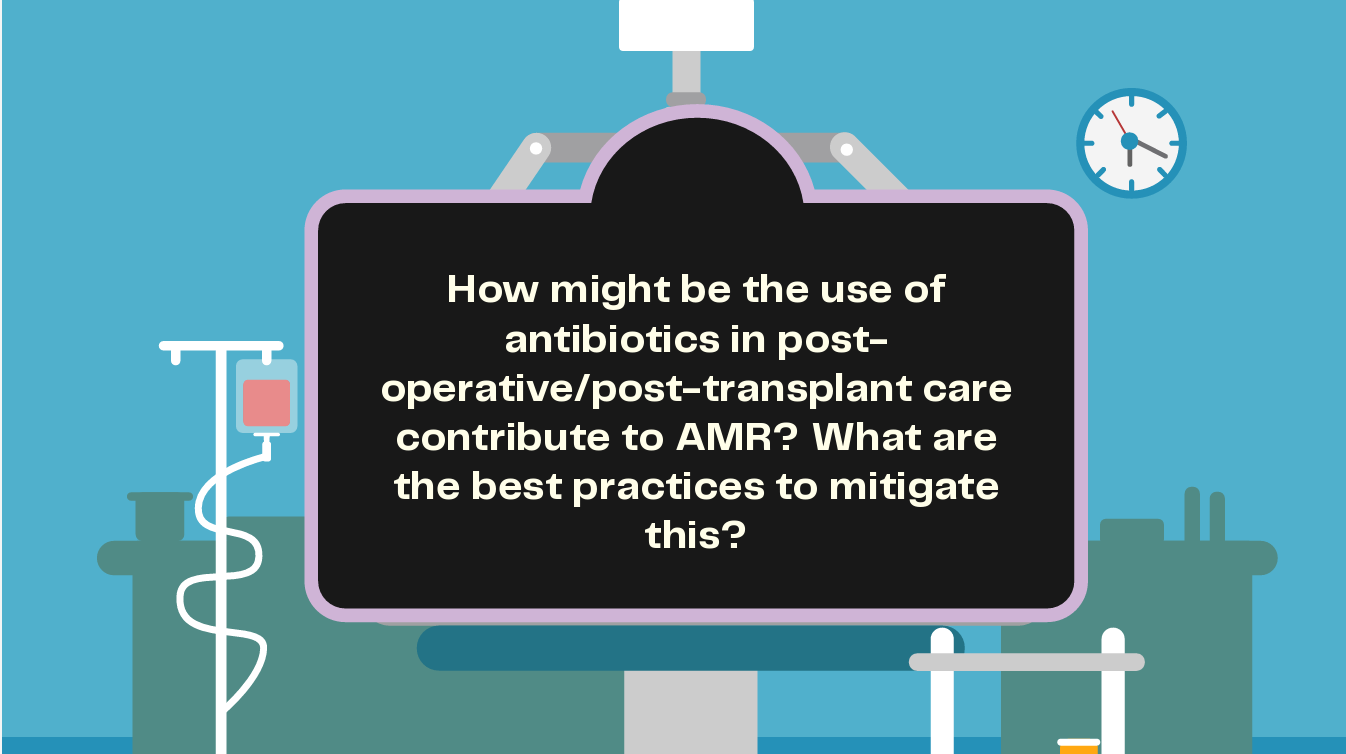 How might be the use of
antibiotics in post-
operative/post-transplant care
contribute to AMR? What are
the best practices to mitigate
this?